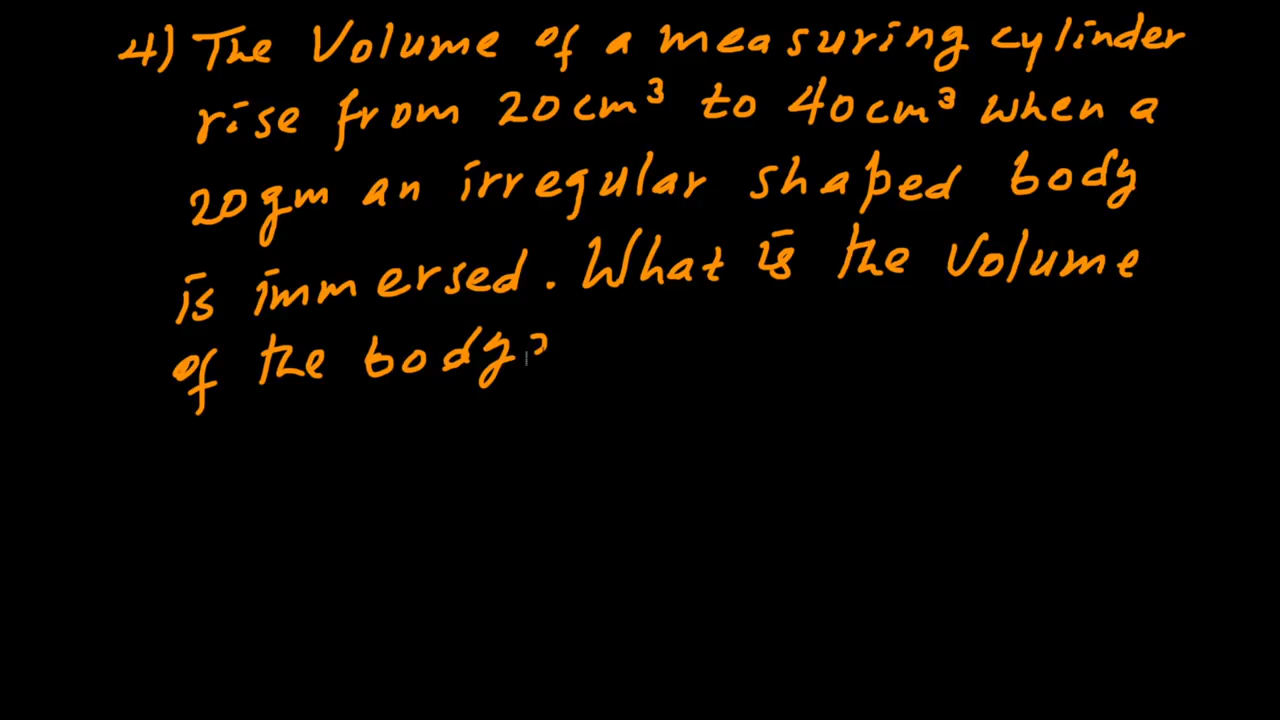 4) The Volume of a measuring cylinder
rise from 20cm³ to 40cm³ when a
20gm an irregular shaped body
is immersed. What is the Volume
of the body?